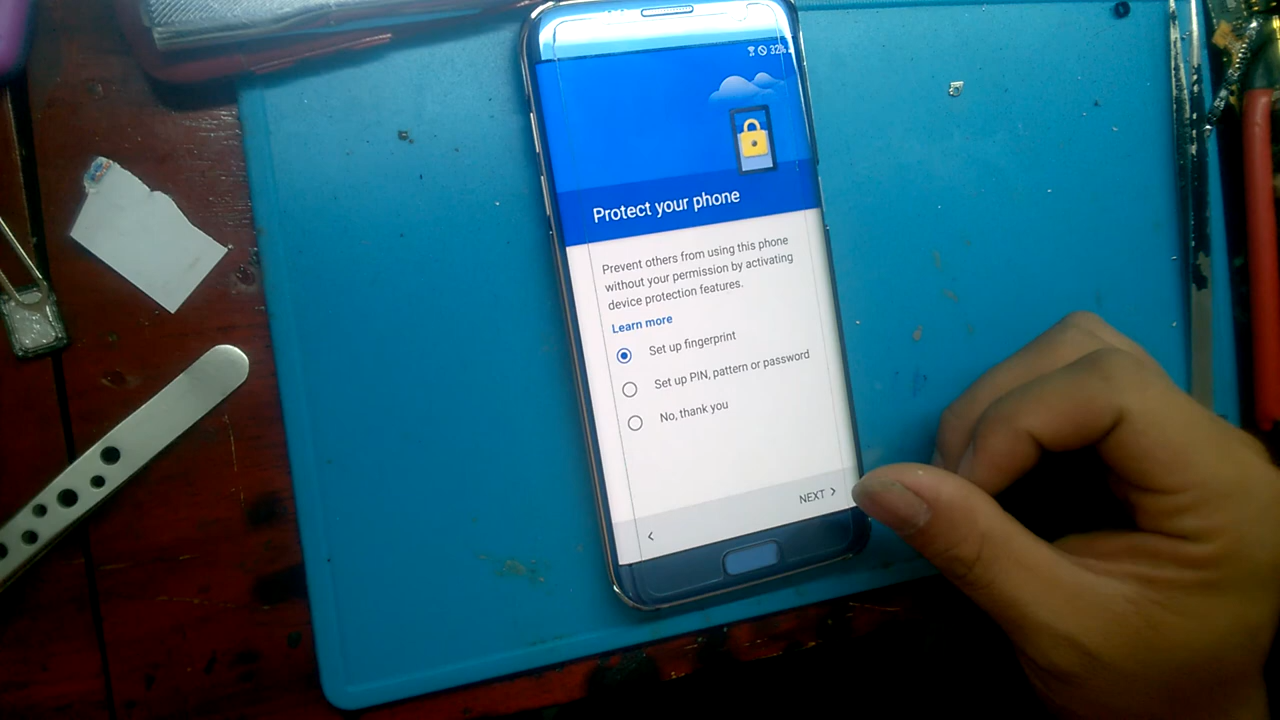 32%
Protect your phone
Prevent others from using this phone
without your permission by activating
device protection features.
Learn more
Set up fingerprint
Set up PIN, pattern or password
No, thank you
NEXT >
<